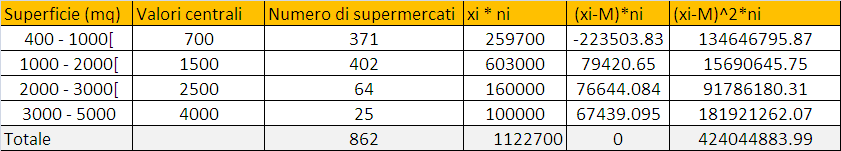 Superficie (mq) Valori centrali Numero di supermercati xi * ni (xi-M)*ni (xi-M)^2*ni
400 - 1000[ 700 371 259700 -223503.83 134646795.87
1000 - 2000[ 1500 402 603000 79420.65 15690645.75
2000 - 3000[ 2500 64 160000 76644.084 91786180.31
3000 - 5000 4000 25 100000 67439.095 181921262.07
Totale 862 1122700 0 424044883.99